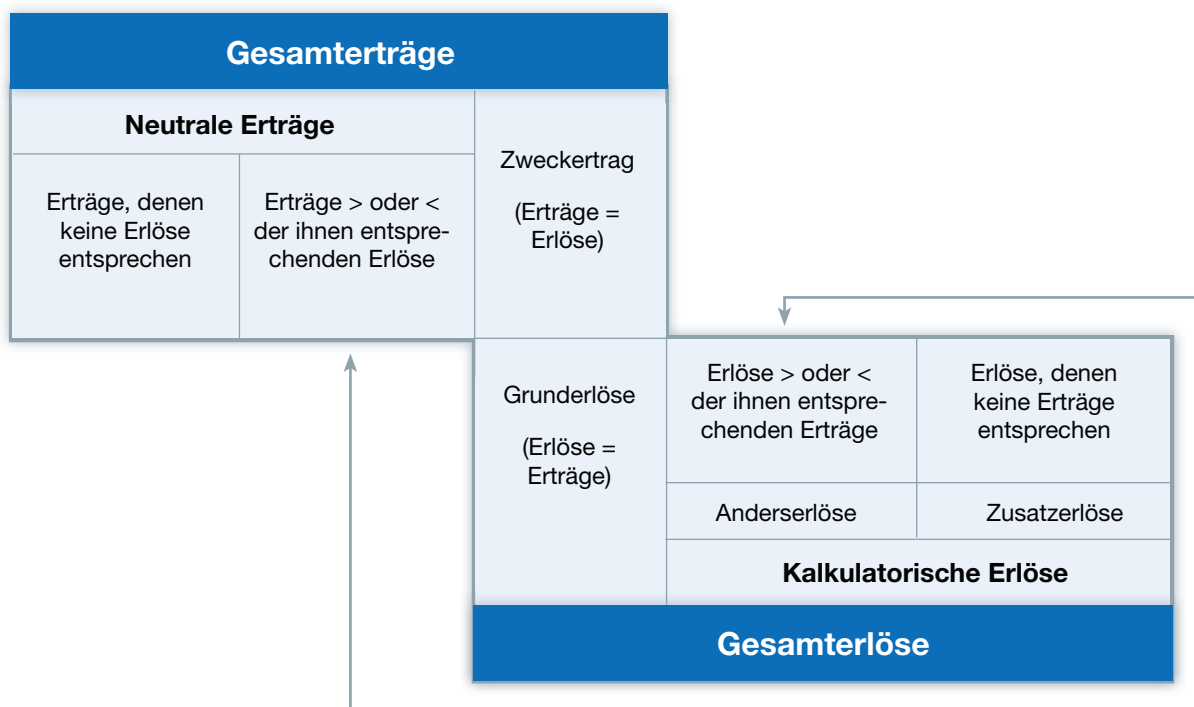 Gesamterträge
Neutrale Erträge
Erträge, denen
keine Erlöse
entsprechen
Erträge > oder <
der ihnen entspre-
chenden Erlöse
Zweckertrag
(Erträge =
Erlöse)
Grunderlöse
(Erlöse =
Erträge)
Erlöse > oder <
der ihnen entspre-
chenden Erträge
Erlöse, denen
keine Erträge
entsprechen
Anderserlöse
Zusatzerlöse
Kalkulatorische Erlöse
Gesamterlöse